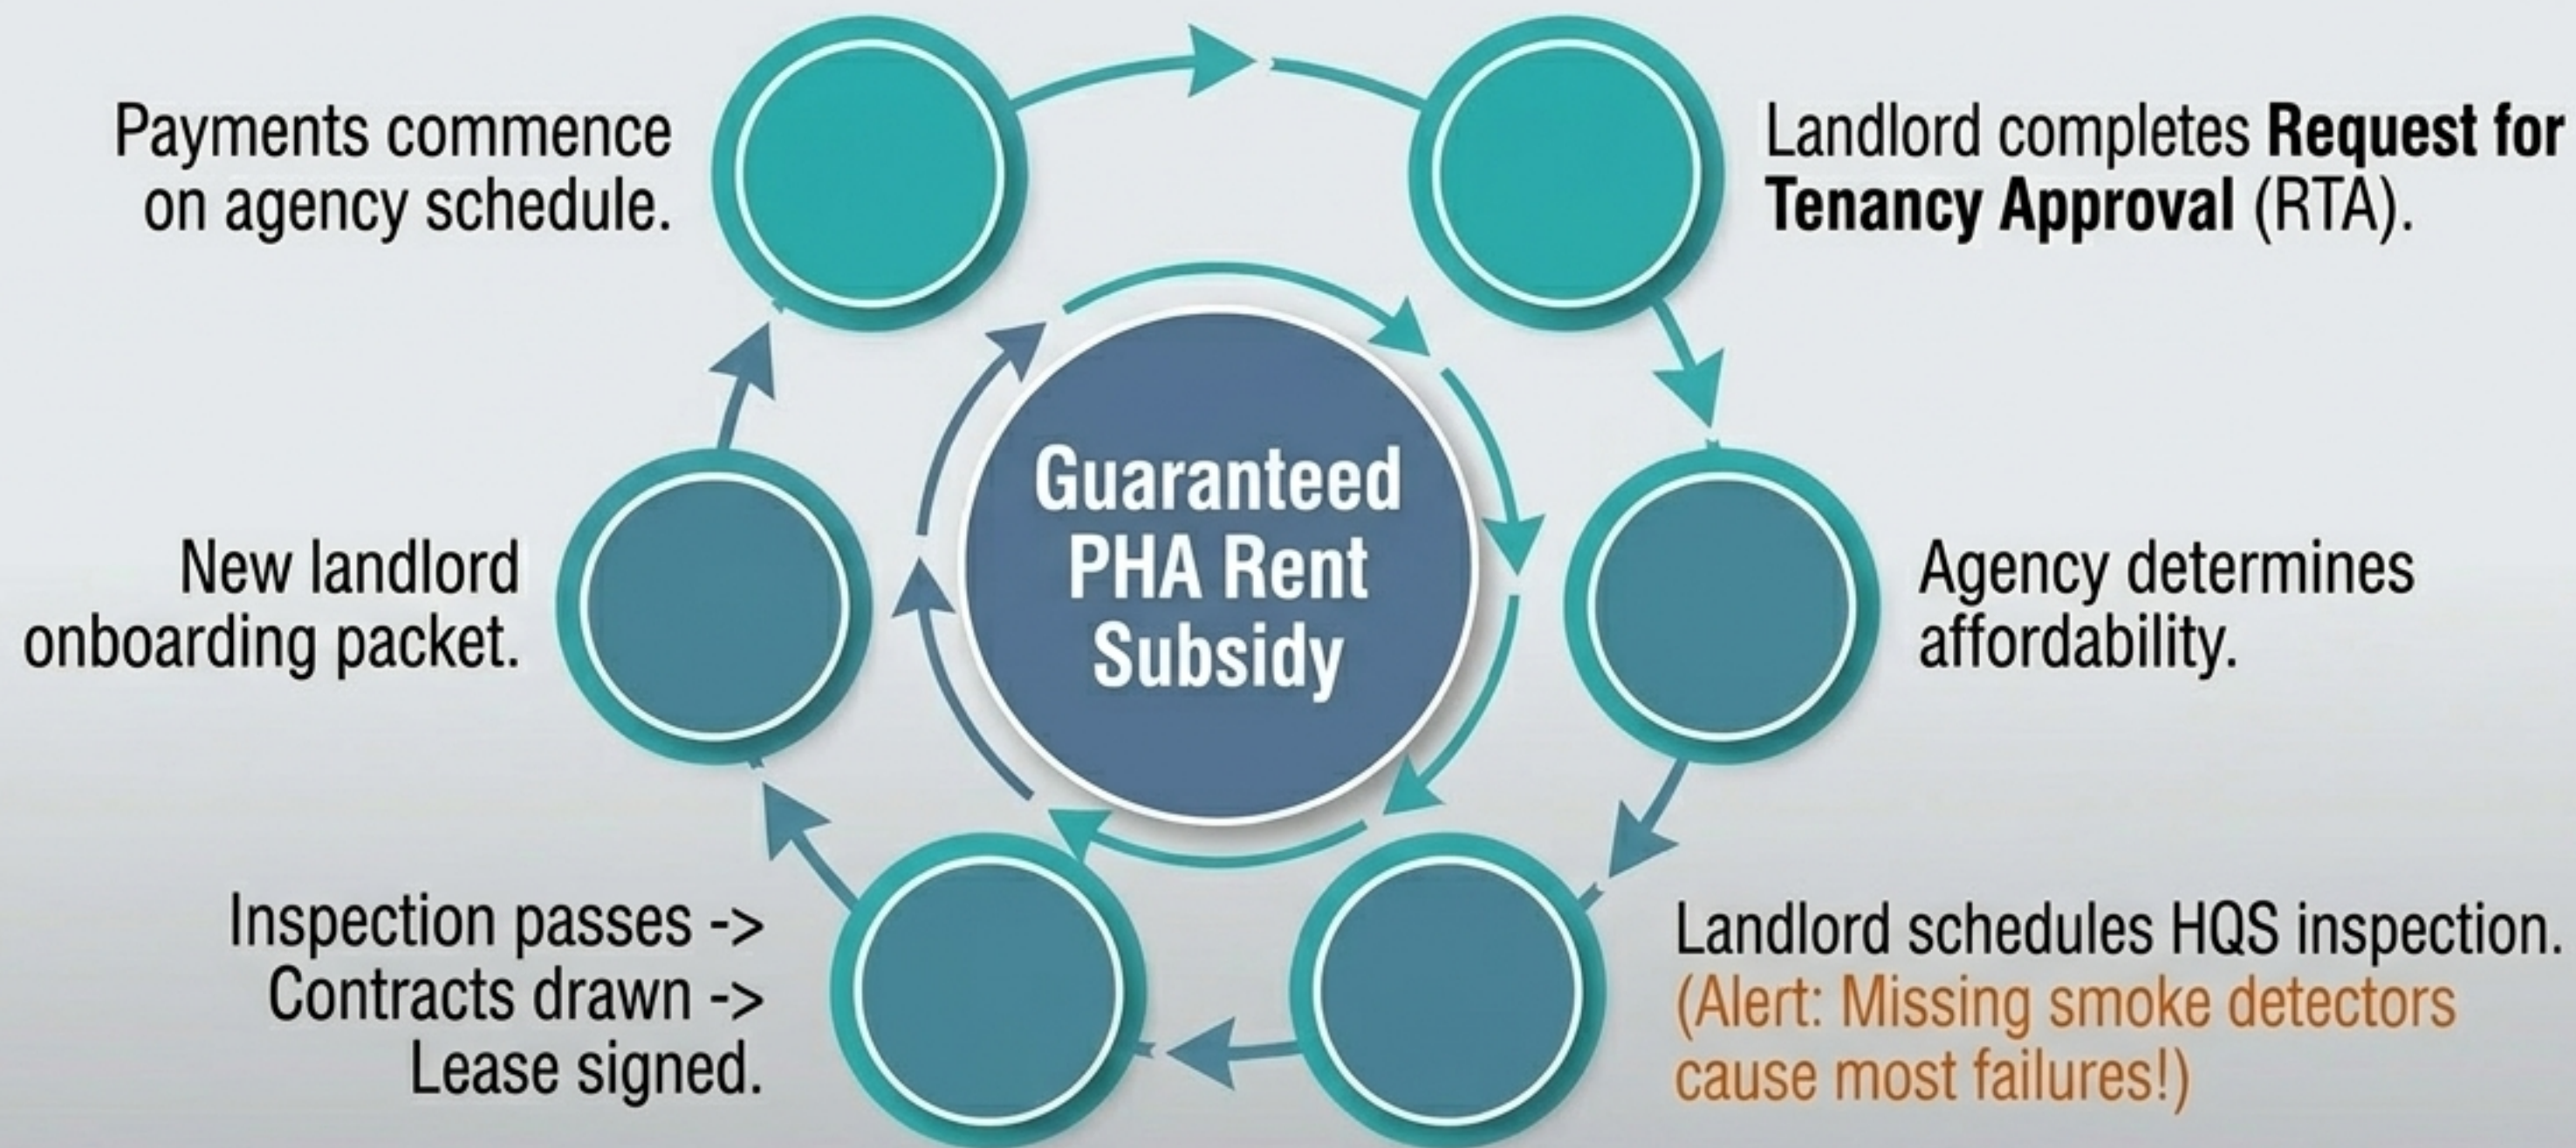 Payments commence
on agency schedule.
Landlord completes Request for
Tenancy Approval (RTA).
Guaranteed
PHA Rent
Subsidy
New landlord
onboarding packet.
Agency determines
affordability.
Inspection passes ->
Contracts drawn ->
Lease signed.
Landlord schedules HQS inspection.
(Alert: Missing smoke detectors
cause most failures!)